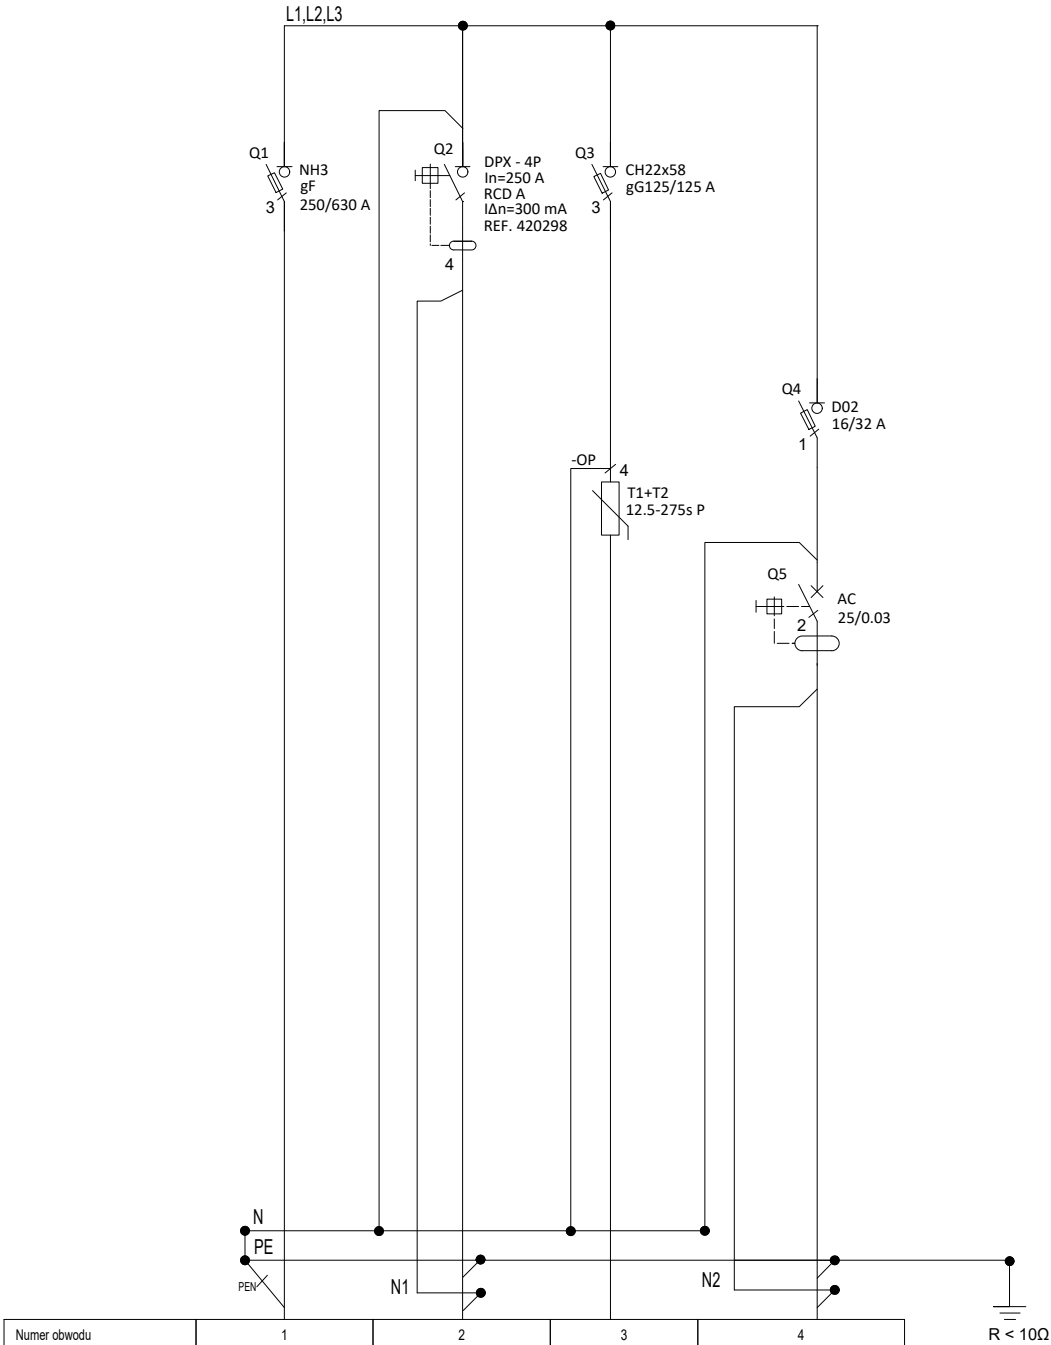 L1,L2,L3
Q1
NH3
gF
250/630 A
3
Q2
DPX - 4P
In=250 A
RCD A
IΔn=300 mA
REF. 420298
4
Q3
CH22x58
gG125/125 A
3
Q4
D02
16/32 A
1
-OP
4
T1+T2
12.5-275s P
Q5
AC
25/0.03
2
N
PE
PEN
N1
N2
R < 10Ω
Numer obwodu
1
2
3
4